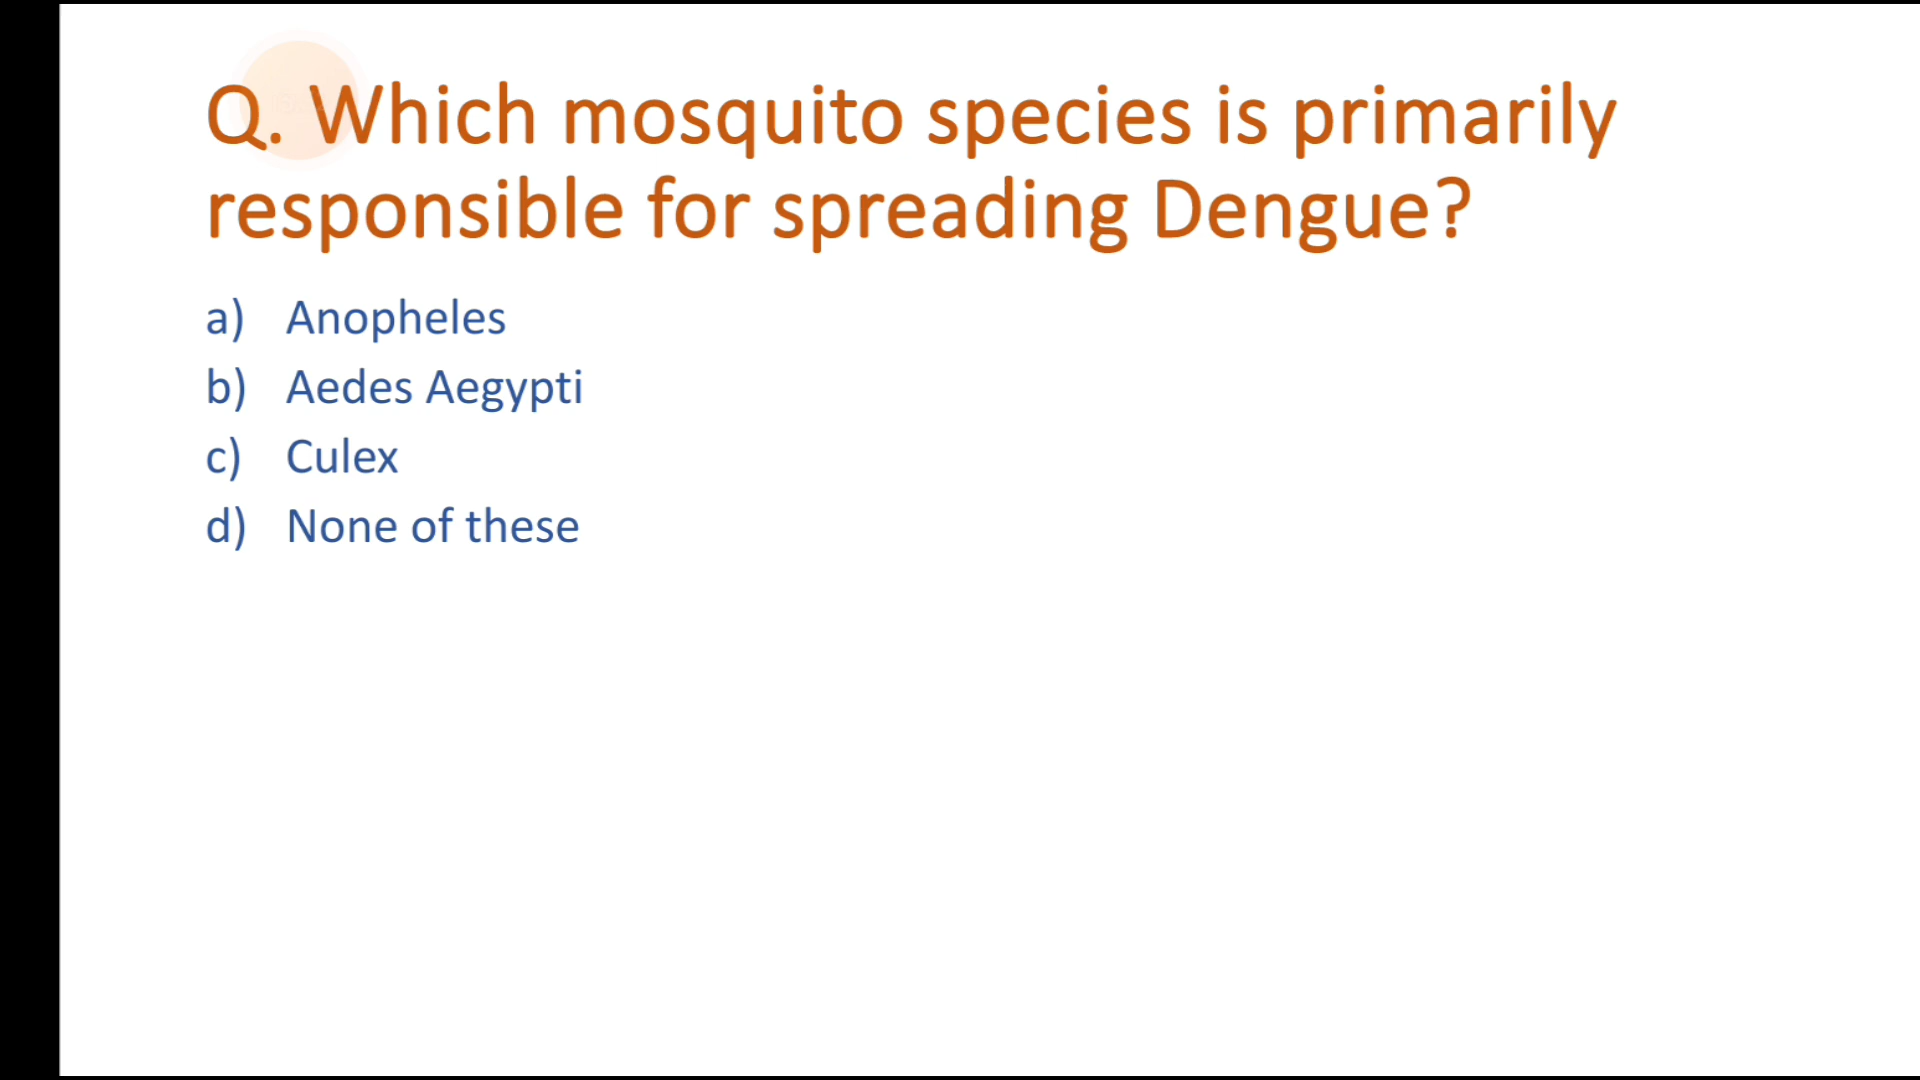 Q. Which mosquito species is primarily
responsible for spreading Dengue?
a) Anopheles
b) Aedes Aegypti
c) Culex
d) None of these